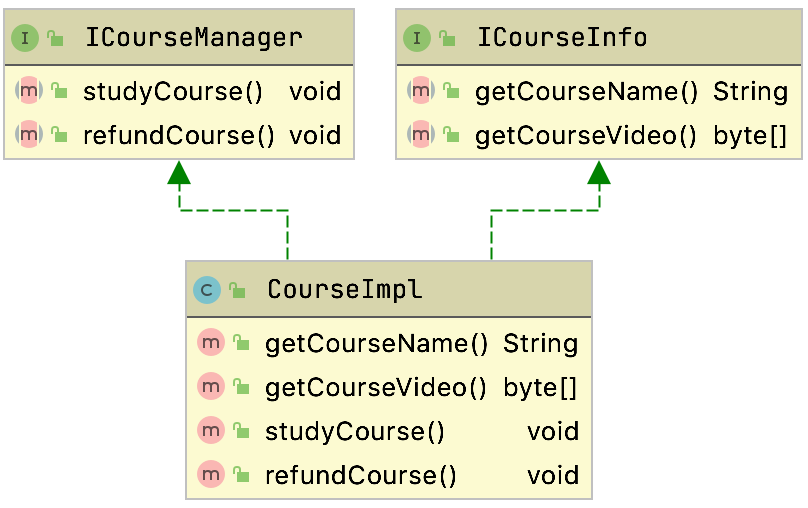 I ICourseManager
m studyCourse() void
m refundCourse() void
I ICourseInfo
m getCourseName() String
m getCourseVideo() byte[]
C CourseImpl
m getCourseName() String
m getCourseVideo() byte[]
m studyCourse() void
m refundCourse() void